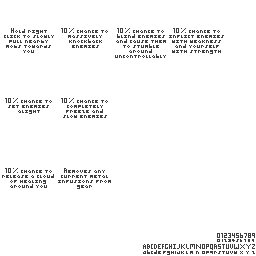 Hold right
click to slowly
pull nearby
mobs towards
you
10% chance to
passively
knockback
enemies
10% chance to
blind enemies
and cause them
to stumble
around
uncontrollably
10% chance to
inflict enemies
with weakness
and yourself
with strength
10% chance to
set enemies
alight
10% chance to
completely
freeze and
slow enemies
10% chance to
release a cloud
of healing
around you
Removes any
current metal
infusions from
gear
0123456789
0123456789
ABCDEFGHIJKLMNOPQRSTUVWXYZ
ABCDEFGHIJKLMNOPQRSTUVWXYZ